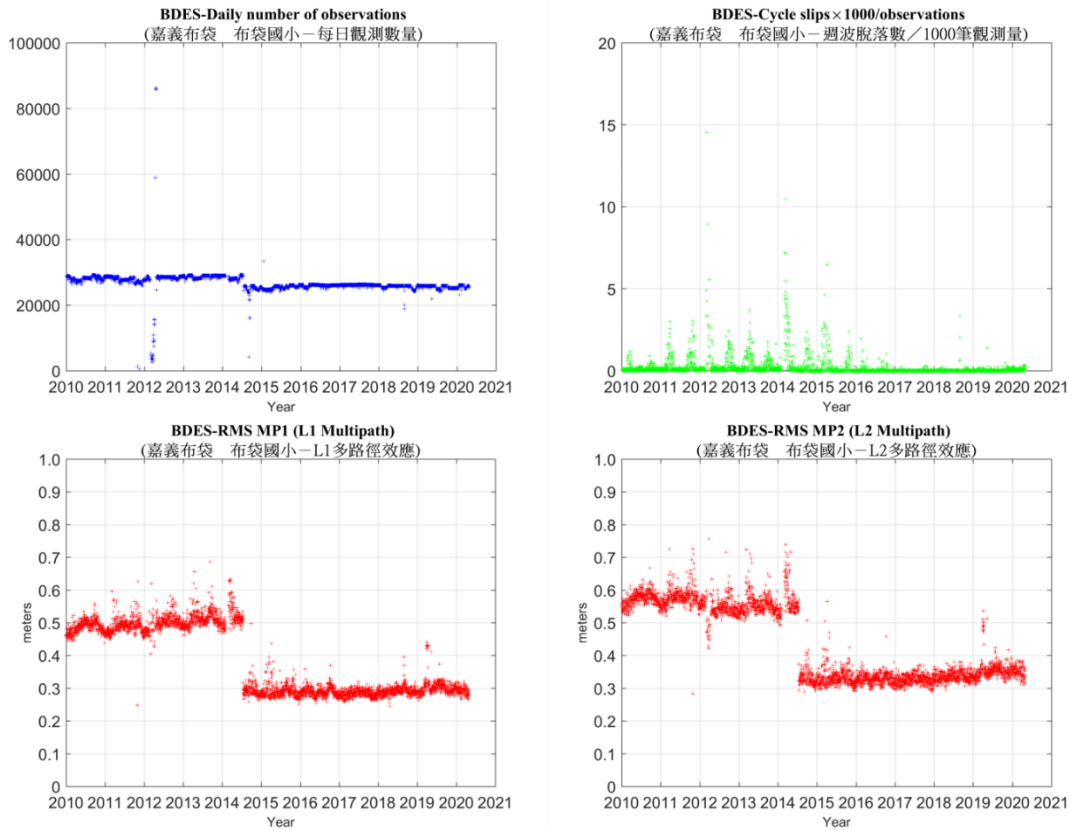 BDES-Daily number of observations
(嘉義布袋 布袋國小－每日觀測數量)
100000
80000
60000
40000
20000
0
2010 2011 2012 2013 2014 2015 2016 2017 2018 2019 2020 2021
Year
BDES-Cycle slips×1000/observations
(嘉義布袋 布袋國小－週波脫落數／1000筆觀測量)
20
15
10
5
0
2010 2011 2012 2013 2014 2015 2016 2017 2018 2019 2020 2021
Year
BDES-RMS MP1 (L1 Multipath)
(嘉義布袋 布袋國小－L1多路徑效應)
meters
1.0
0.9
0.8
0.7
0.6
0.5
0.4
0.3
0.2
0.1
0
2010 2011 2012 2013 2014 2015 2016 2017 2018 2019 2020 2021
Year
BDES-RMS MP2 (L2 Multipath)
(嘉義布袋 布袋國小－L2多路徑效應)
meters
1.0
0.9
0.8
0.7
0.6
0.5
0.4
0.3
0.2
0.1
0
2010 2011 2012 2013 2014 2015 2016 2017 2018 2019 2020 2021
Year